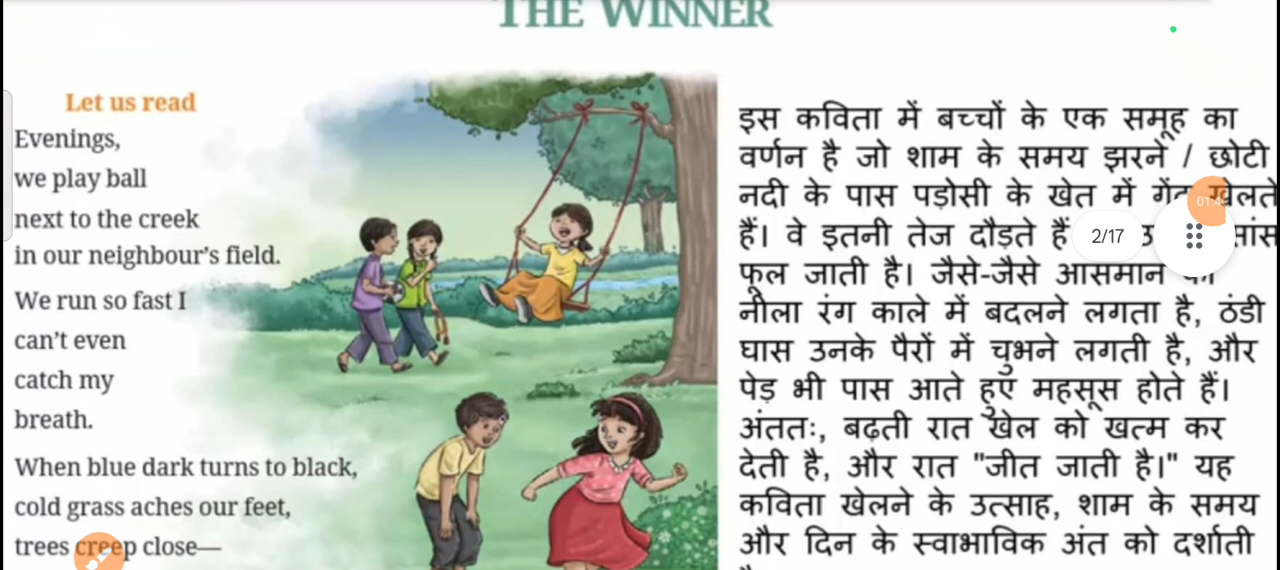 THE WINNER
Let us read
Evenings,
we play ball
next to the creek
in our neighbour's field.
We run so fast I
can't even
catch my
breath.
When blue dark turns to black,
cold grass aches our feet,
trees creep close—
इस कविता में बच्चों के एक समूह का
वर्णन है जो शाम के समय झरने / छोटी
नदी के पास पड़ोसी के खेत में खेलते
हैं। वे इतनी तेज दौड़ते हैं
फूल जाती है। जैसे-जैसे आसमान
नीला रंग काले में बदलने लगता है, ठंडी
घास उनके पैरों में चुभने लगती है, और
पेड़ भी पास आते हुए महसूस होते हैं।
अंततः, बढ़ती रात खेल को खत्म कर
देती है, और रात "जीत जाती है।" यह
कविता खेलने के उत्साह, शाम के समय
और दिन के स्वाभाविक अंत को दर्शाती
2/17